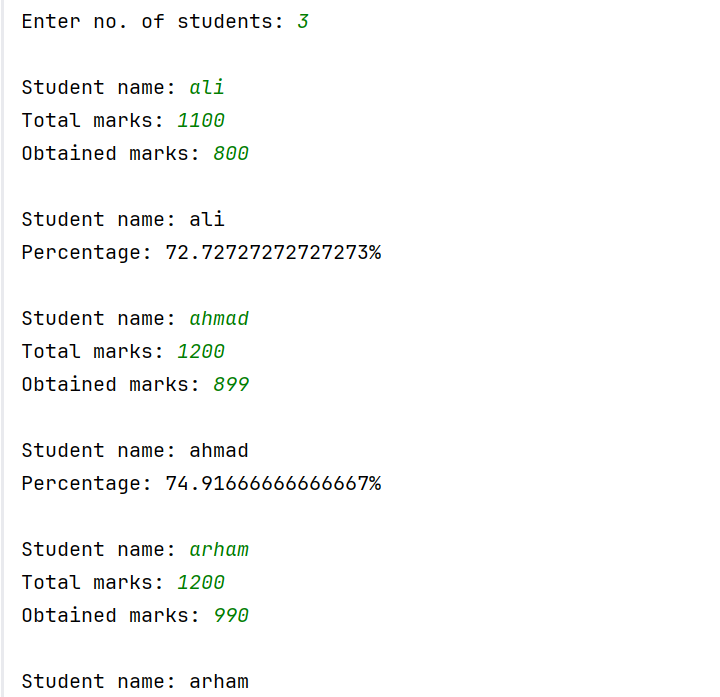 Enter no. of students: 3
Student name: ali
Total marks: 1100
Obtained marks: 800
Student name: ali
Percentage: 72.72727272727273%
Student name: ahmad
Total marks: 1200
Obtained marks: 899
Student name: ahmad
Percentage: 74.91666666666667%
Student name: arham
Total marks: 1200
Obtained marks: 990
Student name: arham